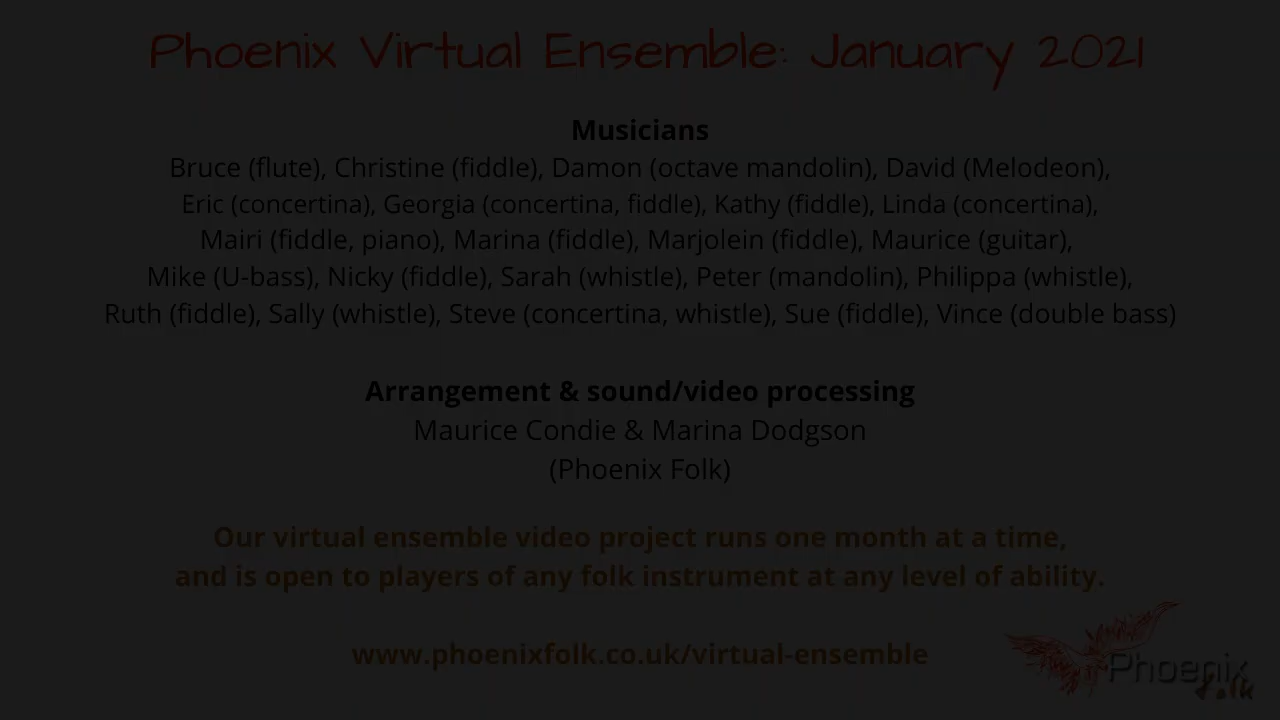 Phoenix Virtual Ensemble: January 2021
Musicians
Bruce (flute), Christine (fiddle), Damon (octave mandolin), David (Melodeon),
Eric (concertina), Georgia (concertina, fiddle), Kathy (fiddle), Linda (concertina),
Mairi (fiddle, piano), Marina (fiddle), Marjolein (fiddle), Maurice (guitar),
Mike (U-bass), Nicky (fiddle), Sarah (whistle), Peter (mandolin), Philippa (whistle),
Ruth (fiddle), Sally (whistle), Steve (concertina, whistle), Sue (fiddle), Vince (double bass)
Arrangement & sound/video processing
Maurice Condie & Marina Dodgson
(Phoenix Folk)
Our virtual ensemble video project runs one month at a time,
and is open to players of any folk instrument at any level of ability.
www.phoenixfolk.co.uk/virtual-ensemble
Phoenix
Folk